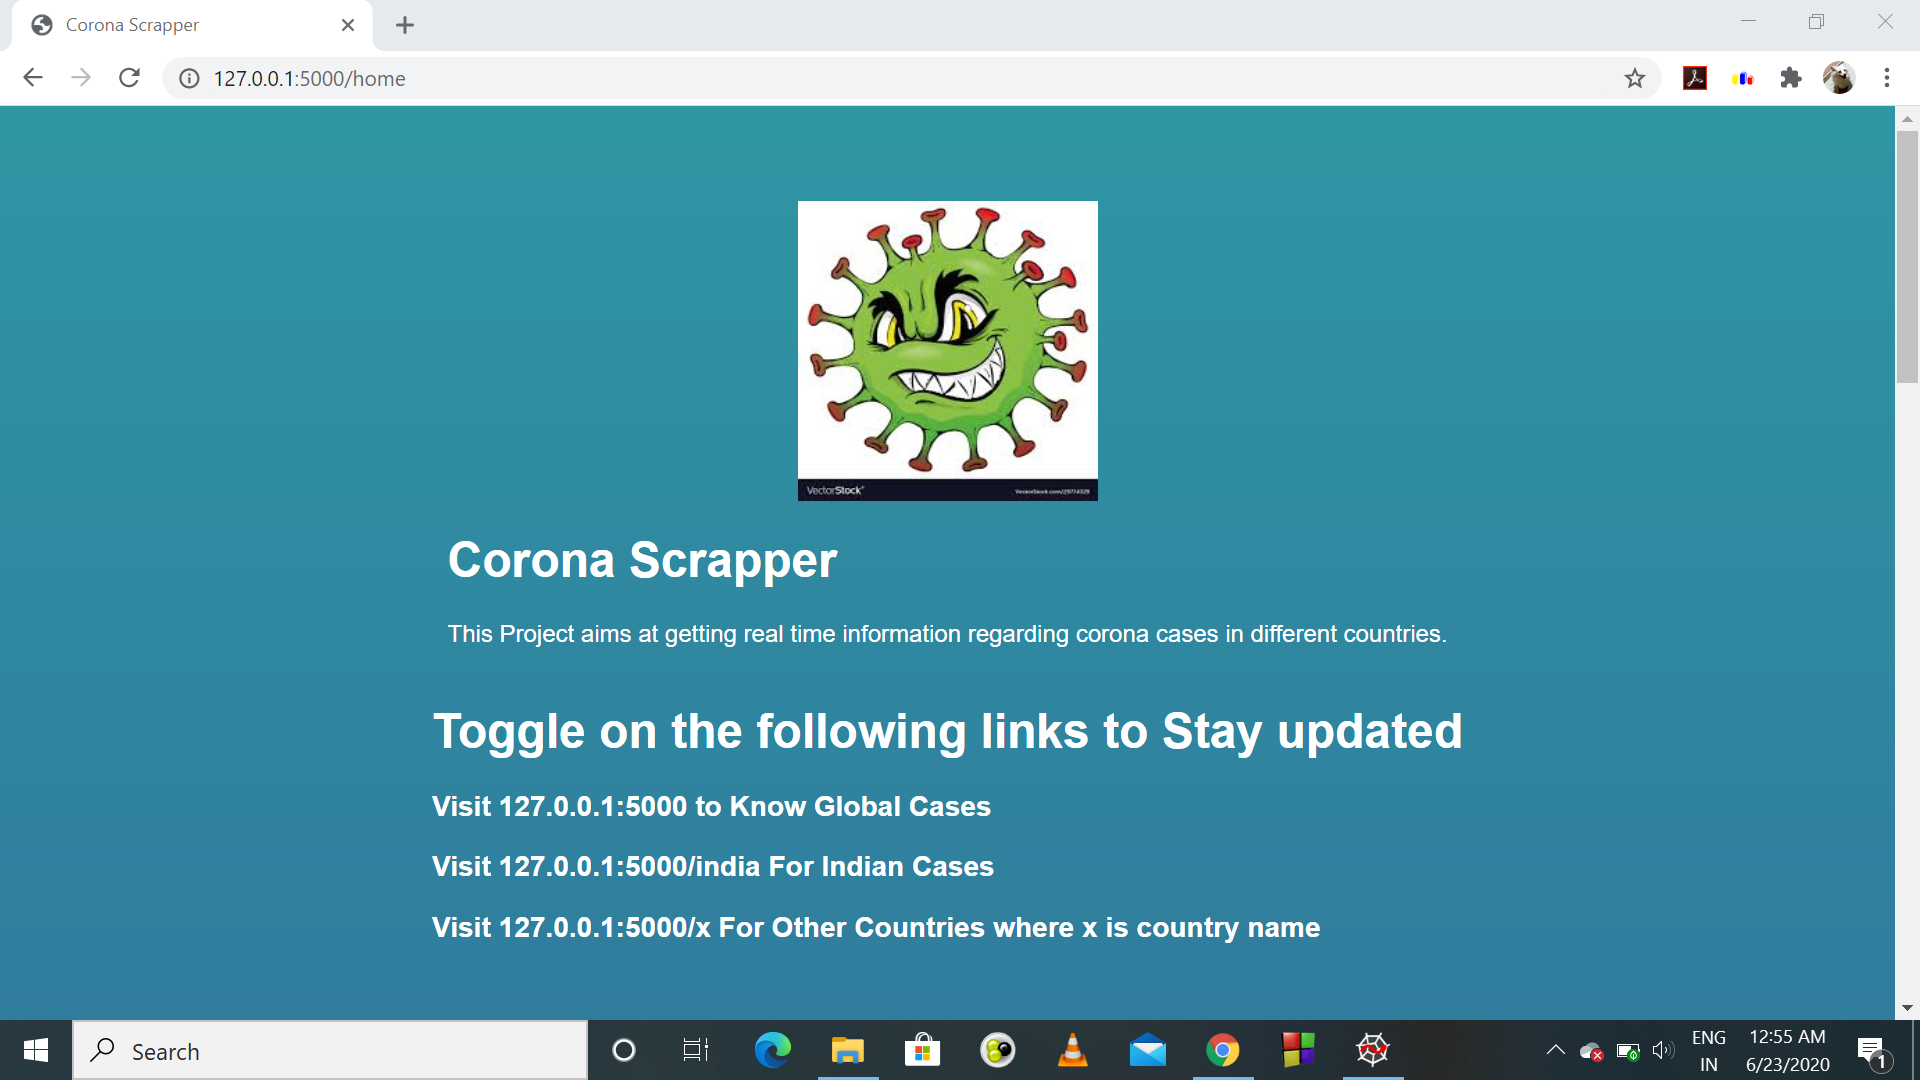 Corona Scrapper
127.0.0.1:5000/home
VectorStock®
Corona Scrapper
This Project aims at getting real time information regarding corona cases in different countries.
Toggle on the following links to Stay updated
Visit 127.0.0.1:5000 to Know Global Cases
Visit 127.0.0.1:5000/india For Indian Cases
Visit 127.0.0.1:5000/x For Other Countries where x is country name
Search
ENG
IN
12:55 AM
6/23/2020
1